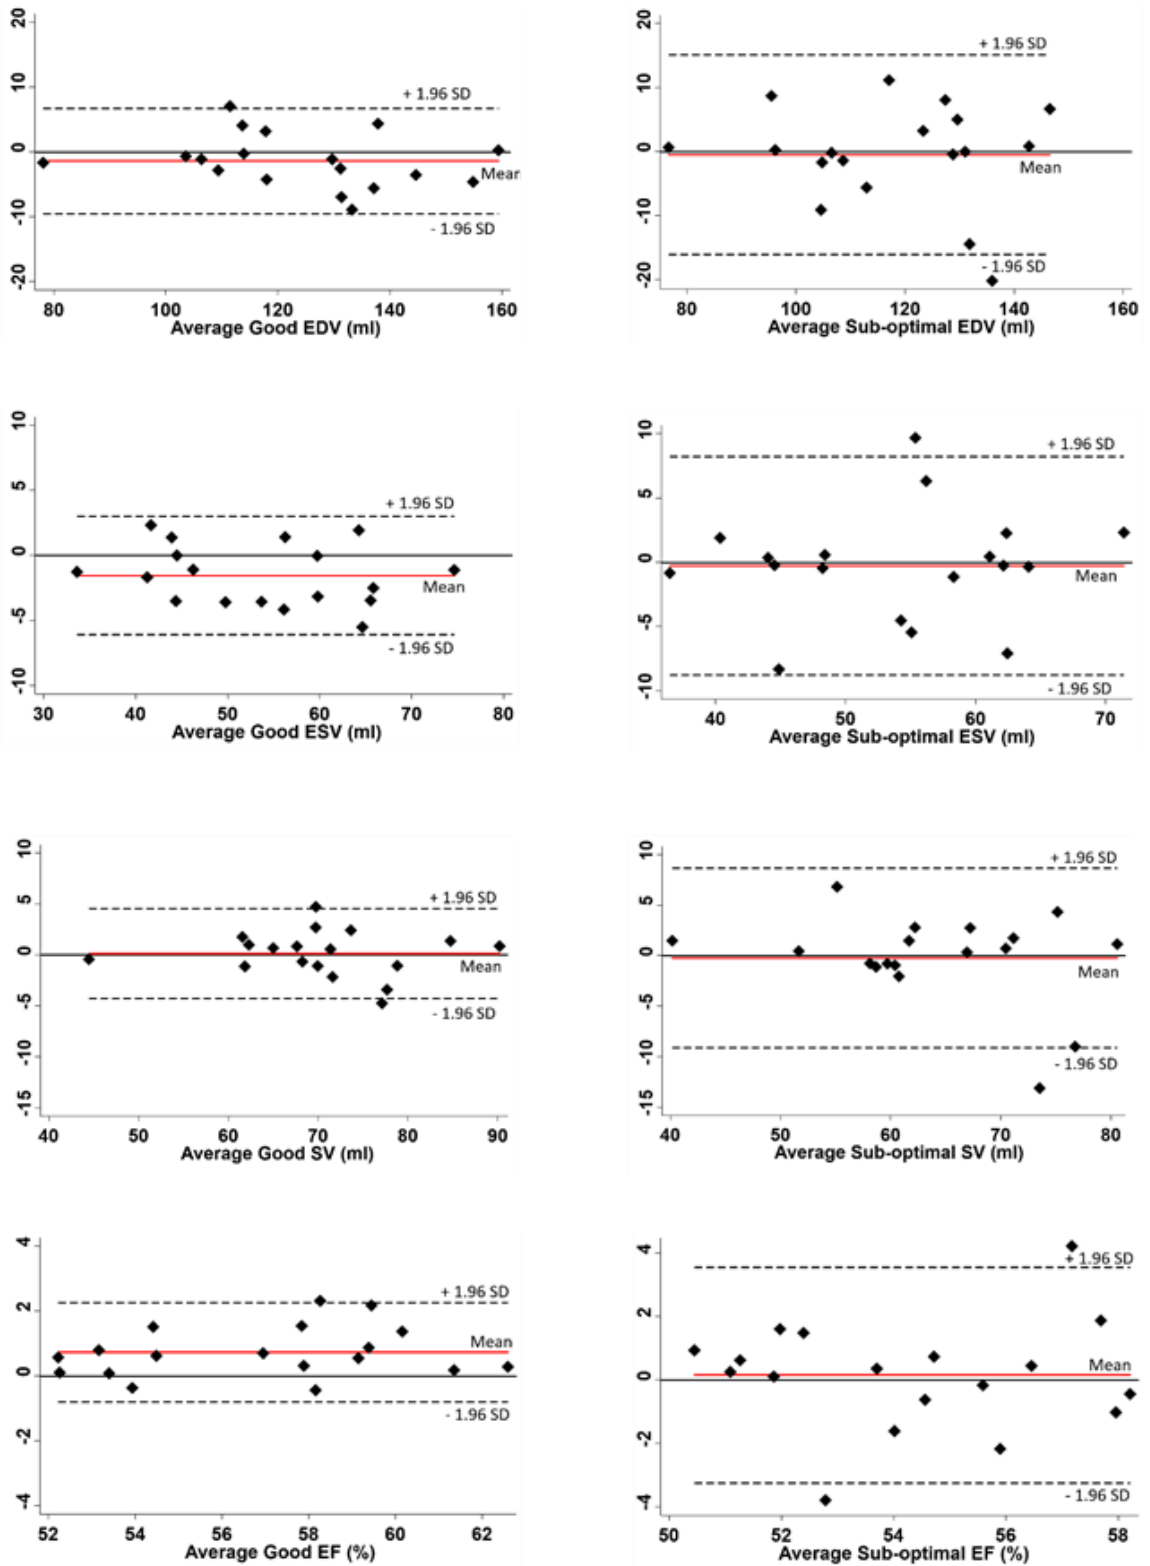 20
10
0
-10
-20
+ 1.96 SD
Mean
- 1.96 SD
80 100 120 140 160
Average Good EDV (ml)
20
10
0
-10
-20
+ 1.96 SD
Mean
- 1.96 SD
80 100 120 140 160
Average Sub-optimal EDV (ml)
10
5
0
-5
-10
+ 1.96 SD
Mean
- 1.96 SD
30 40 50 60 70 80
Average Good ESV (ml)
10
5
0
-5
-10
+ 1.96 SD
Mean
- 1.96 SD
40 50 60 70
Average Sub-optimal ESV (ml)
10
5
0
-5
-10
-15
+ 1.96 SD
Mean
- 1.96 SD
40 50 60 70 80 90
Average Good SV (ml)
10
5
0
-5
-10
-15
+ 1.96 SD
Mean
- 1.96 SD
40 50 60 70 80
Average Sub-optimal SV (ml)
4
2
0
-2
-4
+ 1.96 SD
Mean
- 1.96 SD
52 54 56 58 60 62
Average Good EF (%)
4
2
0
-2
-4
+ 1.96 SD
Mean
- 1.96 SD
50 52 54 56 58
Average Sub-optimal EF (%)